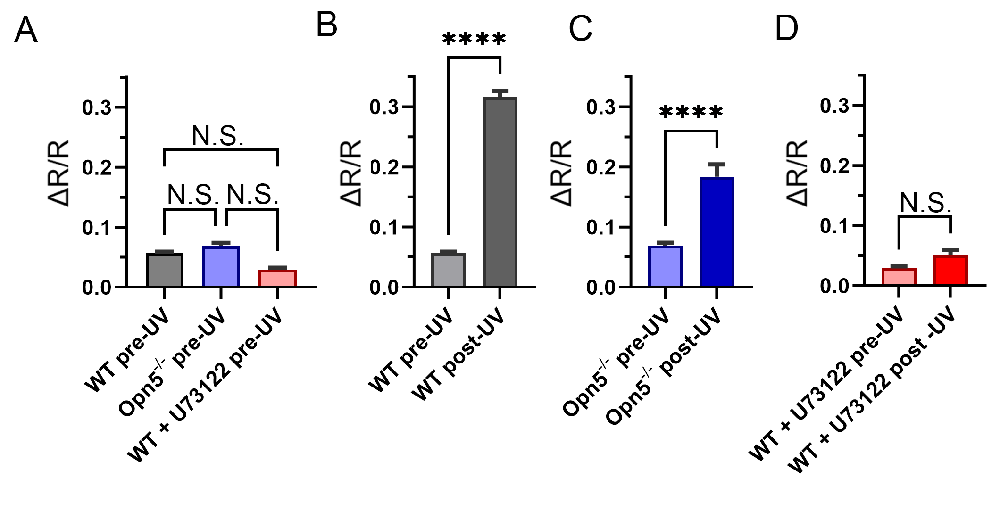 A
ΔR/R
0.3
0.2
0.1
0.0
N.S.
N.S.
N.S.
WT pre-UV
Opn5-/- pre-UV
WT + U73122 pre-UV
B
ΔR/R
0.3
0.2
0.1
0.0
****
WT pre-UV
WT post-UV
C
ΔR/R
0.3
0.2
0.1
0.0
****
Opn5-/- pre-UV
Opn5-/- post-UV
D
ΔR/R
0.3
0.2
0.1
0.0
N.S.
WT + U73122 pre-UV
WT + U73122 post -UV